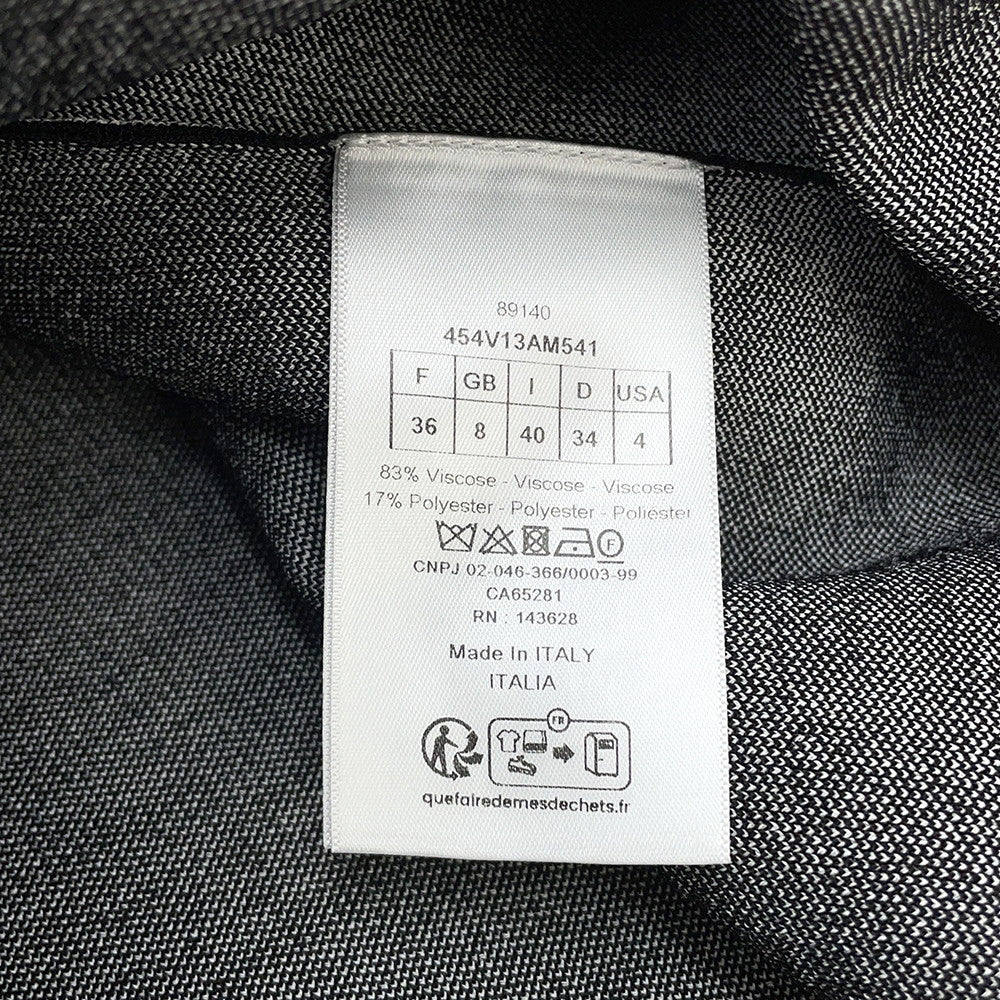 89140
454V13AM541
F GB I D USA
36 8 40 34 4
83% Viscose - Viscose - Viscose
17% Polyester - Polyester - Poliéster
F
CNPJ 02-046-366/0003-99
CA65281
RN : 143628
Made In ITALY
ITALIA
FR
quefairedemesdechets.fr